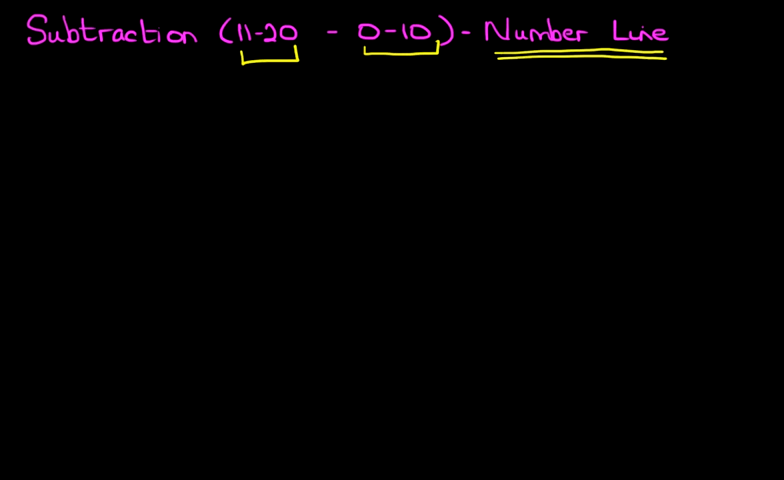 Subtraction (11-20 - 0-10) - Number Line